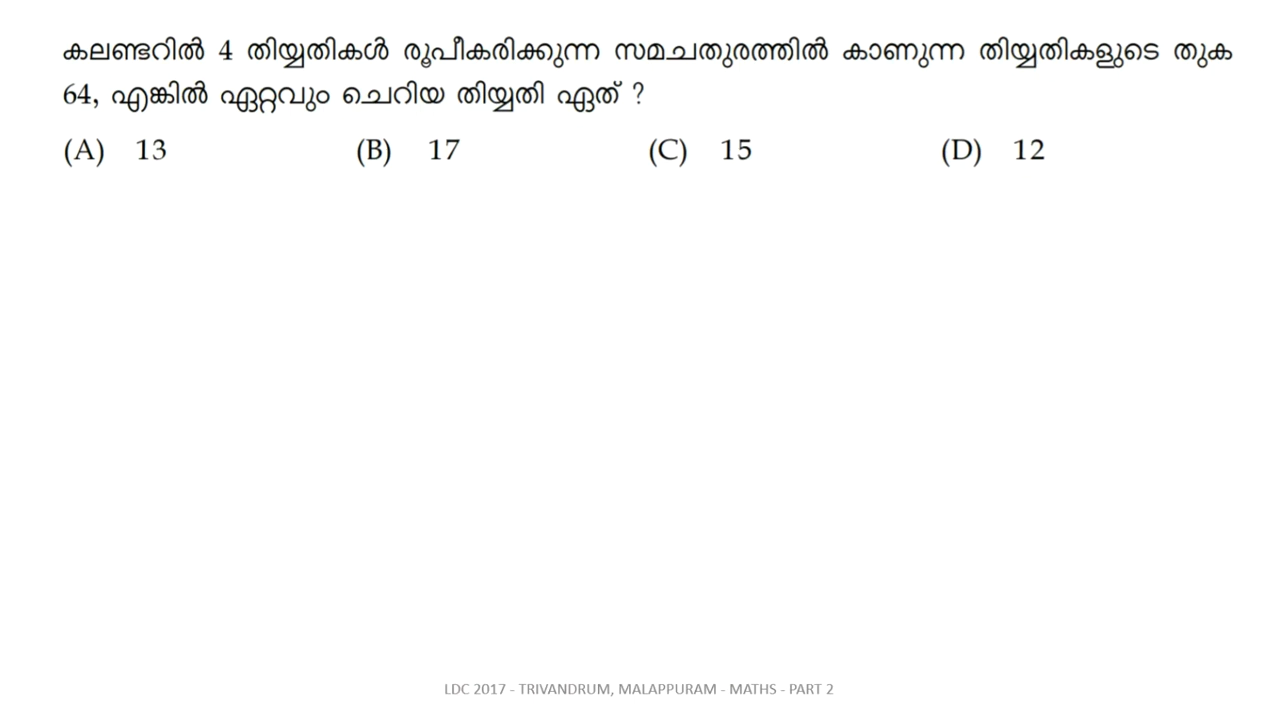 കലണ്ടറിൽ 4 തിയ്യതികൾ രൂപീകരിക്കുന്ന സമചതുരത്തിൽ കാണുന്ന തിയ്യതികളുടെ തുക
64, എങ്കിൽ ഏറ്റവും ചെറിയ തിയ്യതി ഏത് ?
(A) 13 (B) 17 (C) 15 (D) 12
LDC 2017 - TRIVANDRUM, MALAPPURAM - MATHS - PART 2